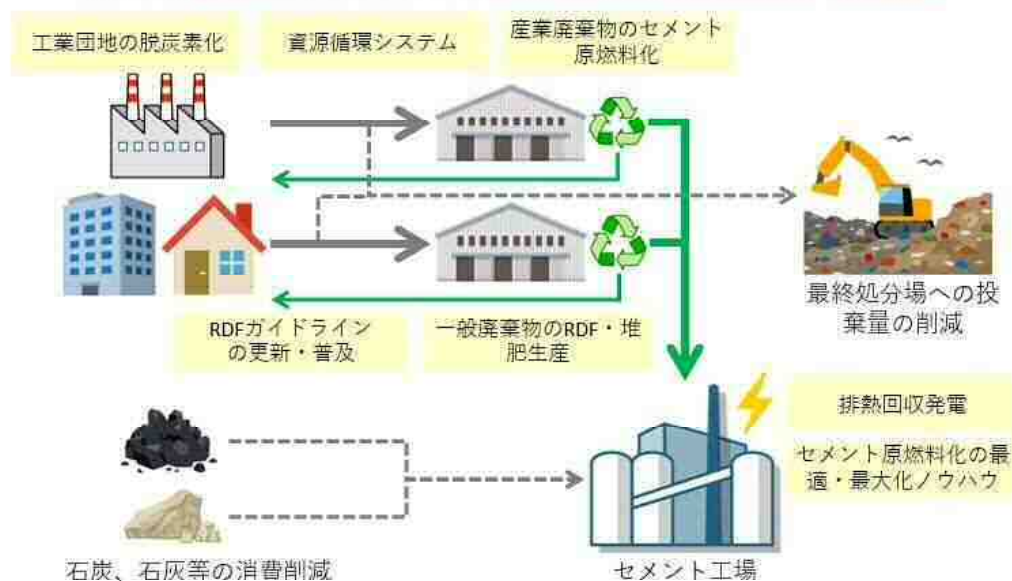 工業団地の脱炭素化
資源循環システム
産業廃棄物のセメント
原燃料化
最終処分場への投
棄量の削減
RDFガイドライン
の更新・普及
一般廃棄物のRDF・堆
肥生産
排熱回収発電
セメント原燃料化の最
適・最大化ノウハウ
石炭、石灰等の消費削減
セメント工場